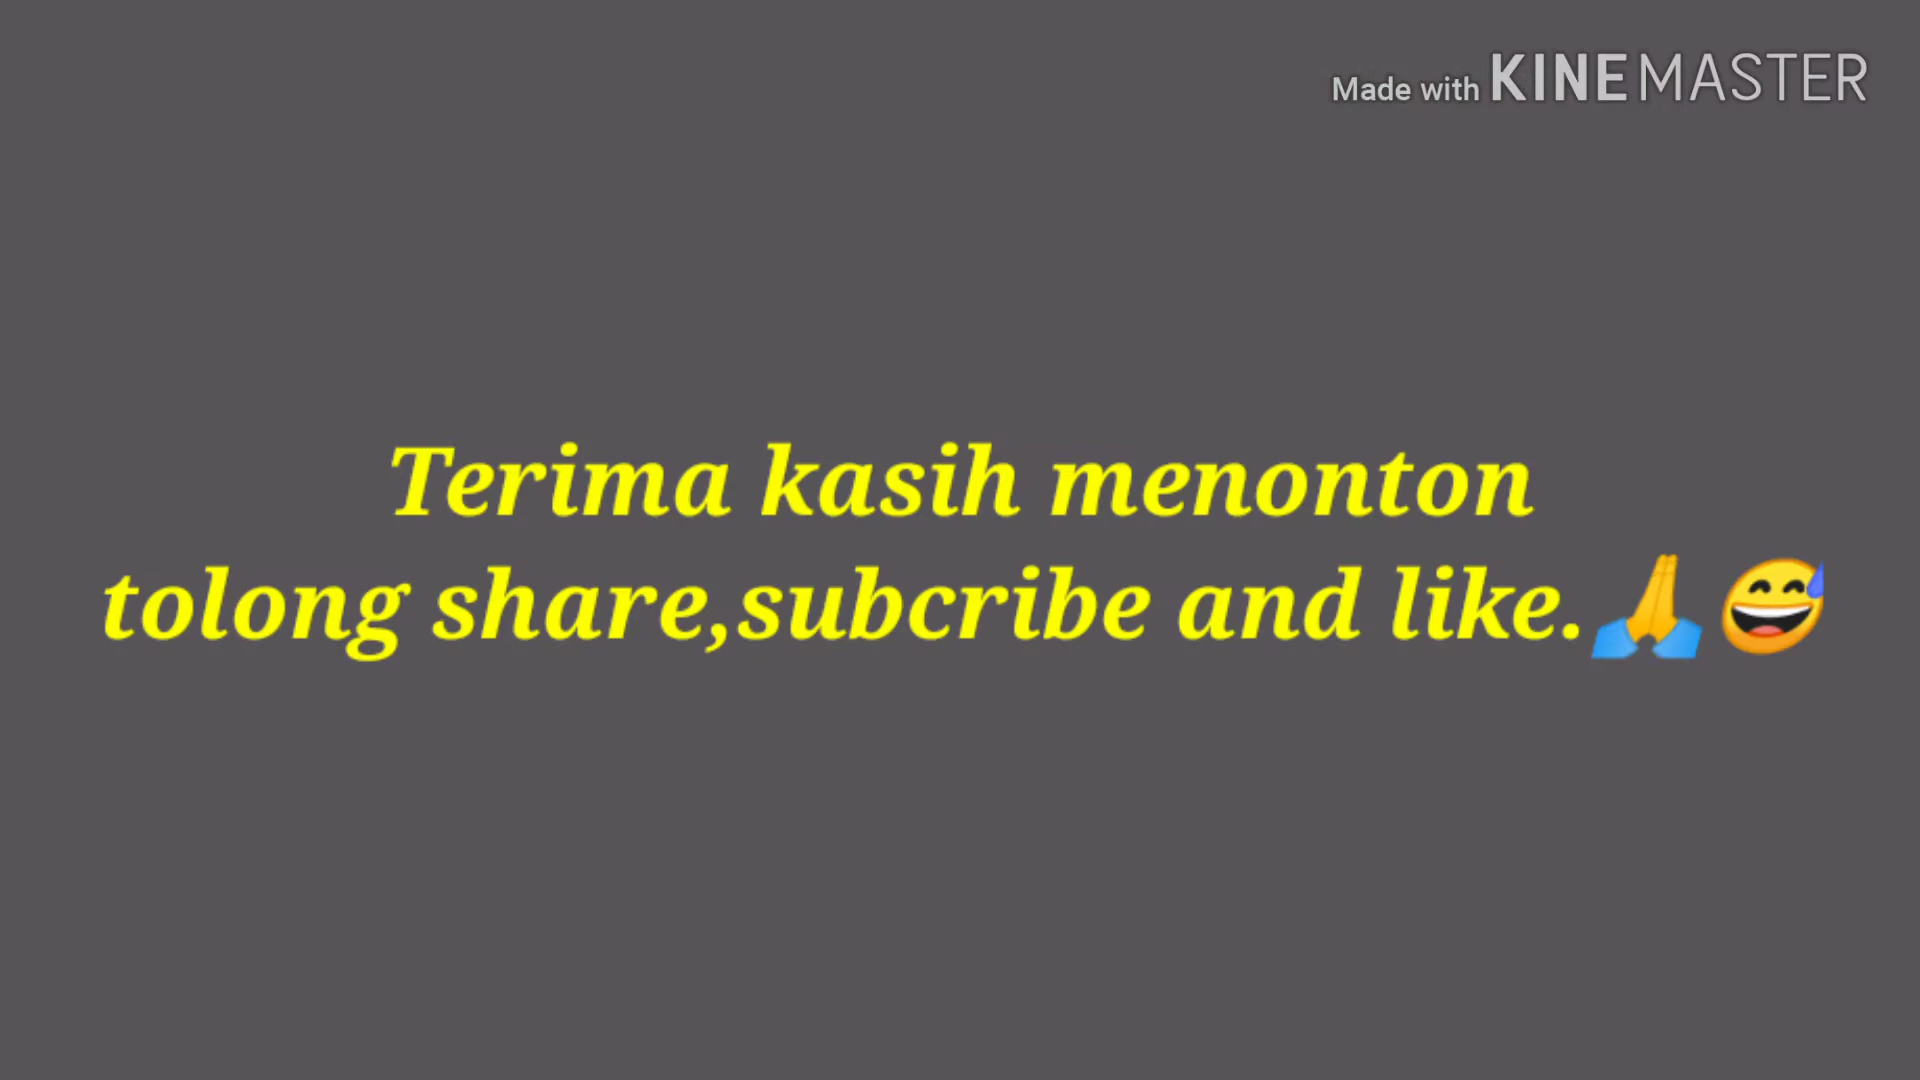 Made with KINEMASTER
Terima kasih menonton
tolong share,subcribe and like.🙏😅